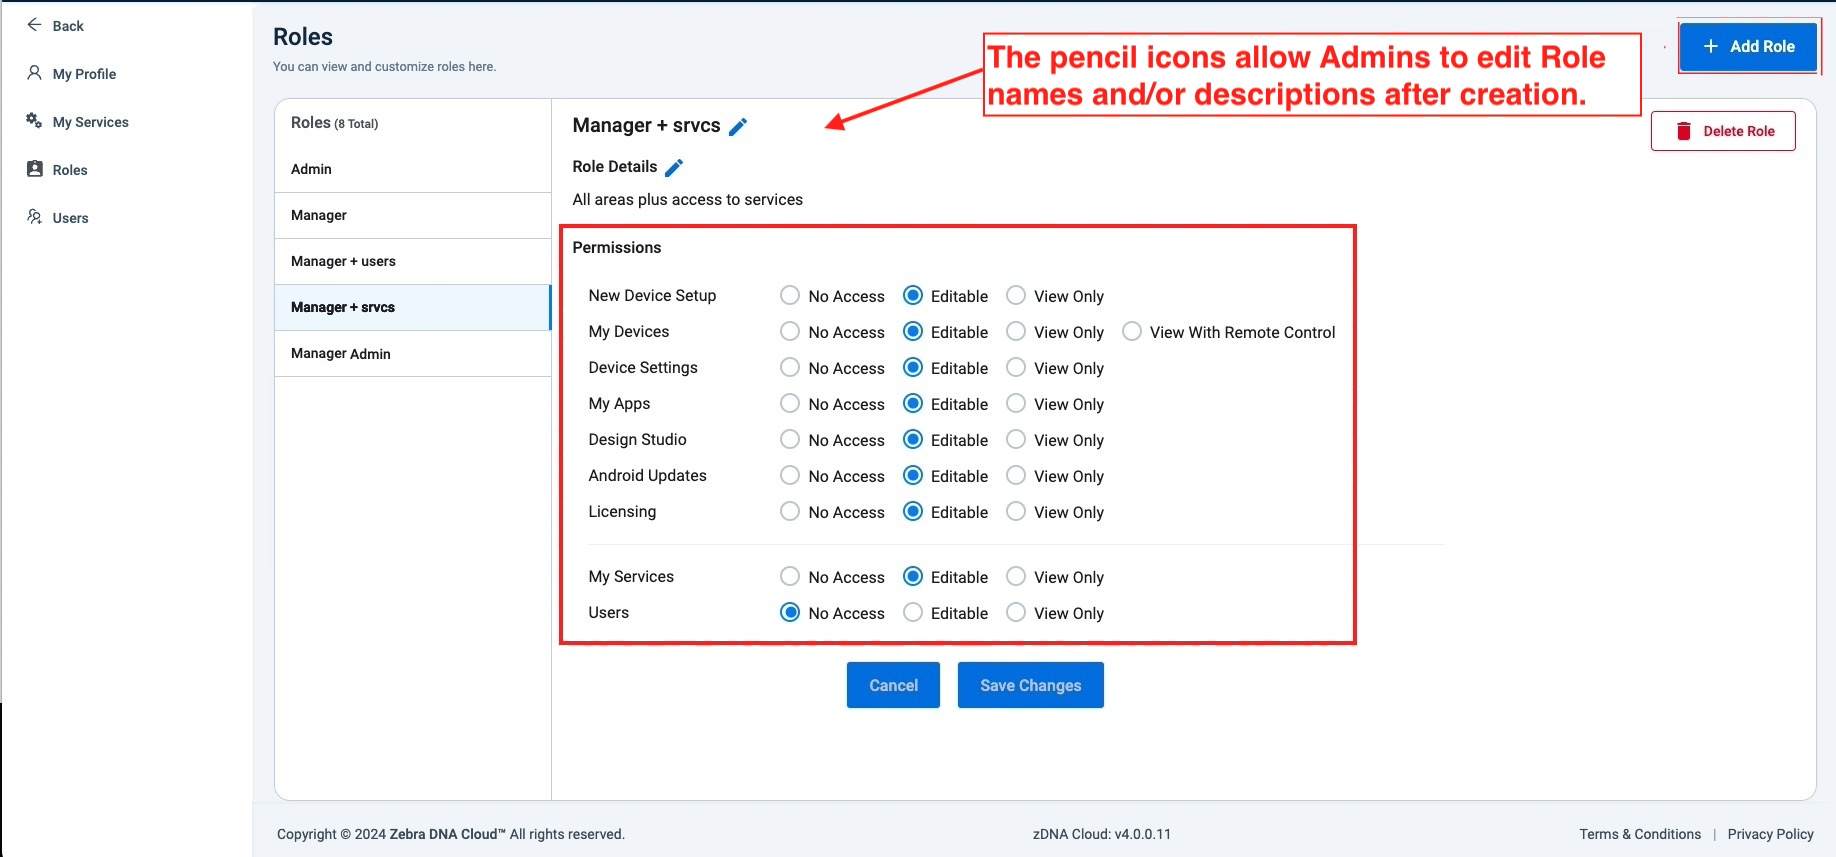 Back
My Profile
My Services
Roles
Users
Roles
You can view and customize roles here.
The pencil icons allow Admins to edit Role
names and/or descriptions after creation.
+ Add Role
Roles (8 Total)
Admin
Manager
Manager + users
Manager + srvcs
Manager Admin
Manager + srvcs
Delete Role
Role Details
All areas plus access to services
Permissions
New Device Setup No Access Editable View Only
My Devices No Access Editable View Only View With Remote Control
Device Settings No Access Editable View Only
My Apps No Access Editable View Only
Design Studio No Access Editable View Only
Android Updates No Access Editable View Only
Licensing No Access Editable View Only
My Services No Access Editable View Only
Users No Access Editable View Only
Cancel Save Changes
Copyright © 2024 Zebra DNA Cloud™ All rights reserved. zDNA Cloud: v4.0.0.11 Terms & Conditions | Privacy Policy